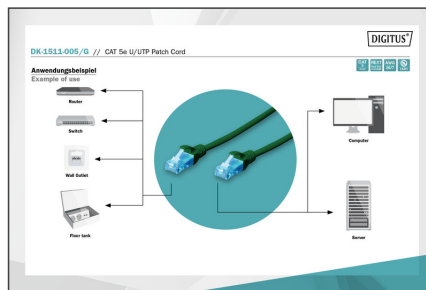 DIGITUS®
DK-1511-005/G // CAT 5e U/UTP Patch Cord
Anwendungsbeispiel
Example of use
Router
Switch
Wall Outlet
Floor tank
Computer
Server